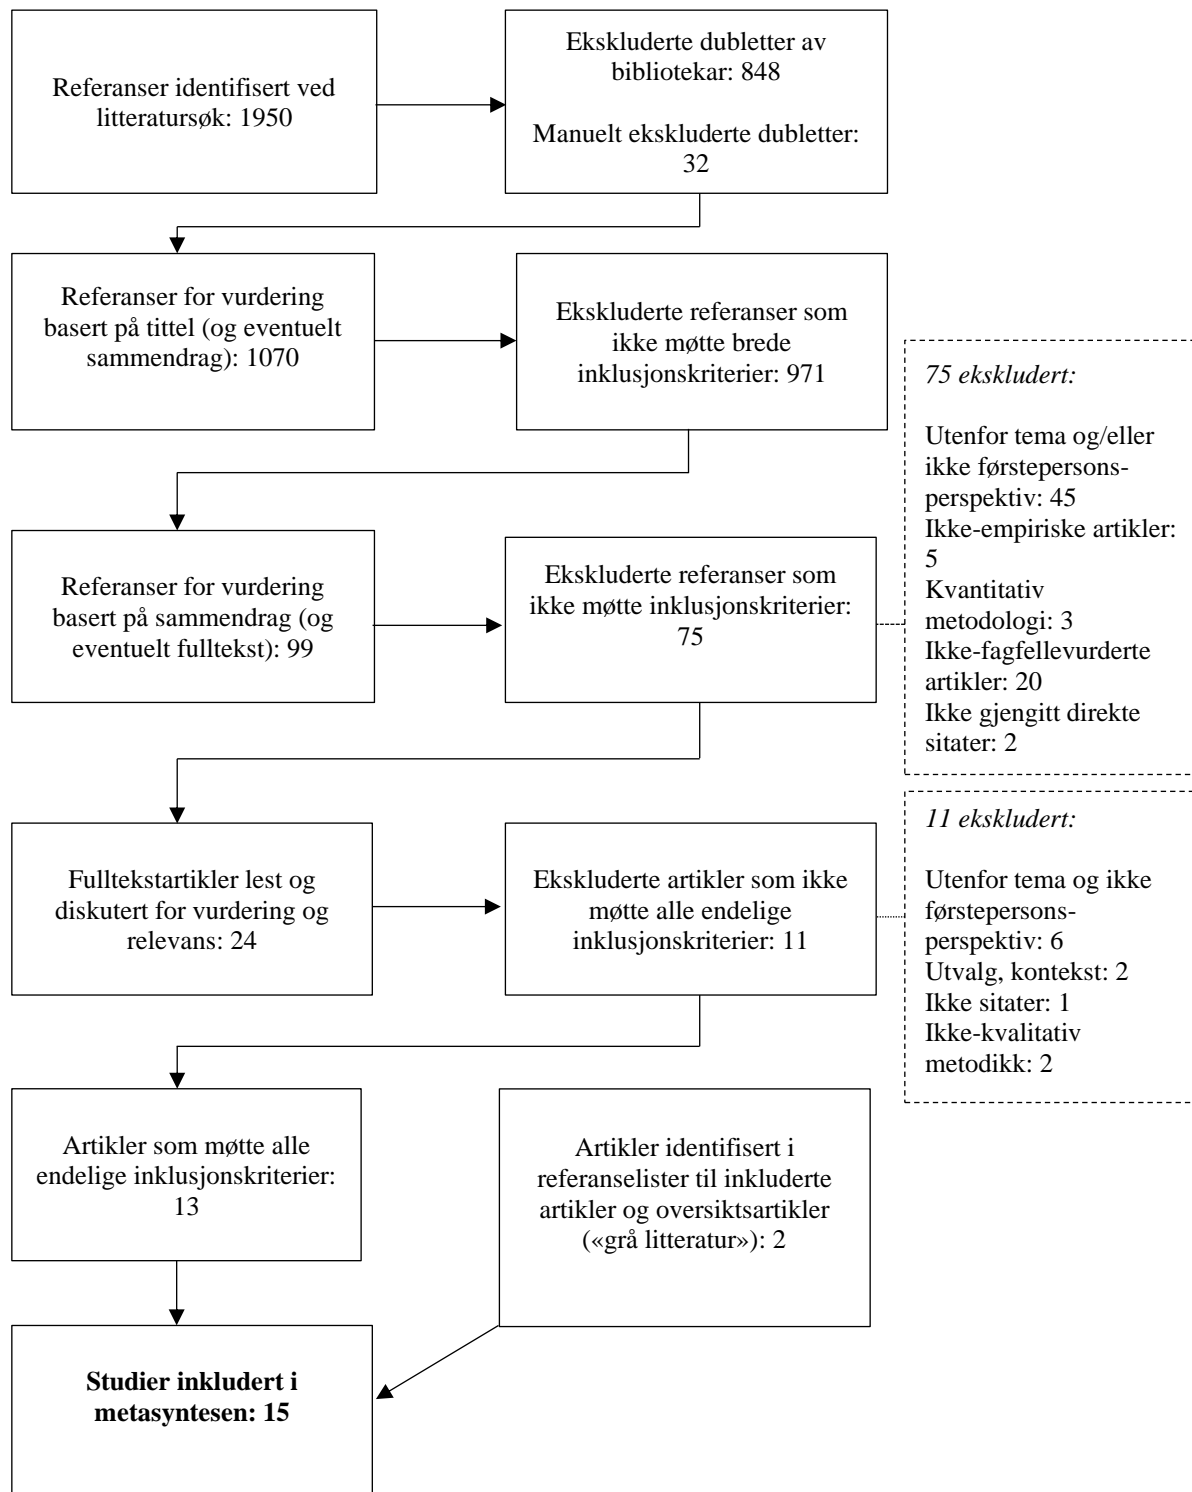 Referanser identifisert ved
litteratursøk: 1950
Ekskluderte dubletter av
bibliotekar: 848
Manuelt ekskluderte dubletter:
32
Referanser for vurdering
basert på tittel (og eventuelt
sammendrag): 1070
Ekskluderte referanser som
ikke møtte brede
inklusjonskriterier: 971
75 ekskludert:
Utenfor tema og/eller
ikke førstepersons-
perspektiv: 45
Ikke-empiriske artikler:
5
Kvantitativ
metodologi: 3
Ikke-fagfellevurderte
artikler: 20
Ikke gjengitt direkte
sitater: 2
Referanser for vurdering
basert på sammendrag (og
eventuelt fulltekst): 99
Ekskluderte referanser som
ikke møtte inklusjonskriterier:
75
Fulltekstartikler lest og
diskutert for vurdering og
relevans: 24
Ekskluderte artikler som ikke
møtte alle endelige
inklusjonskriterier: 11
11 ekskludert:
Utenfor tema og ikke
førstepersons-
perspektiv: 6
Utvalg, kontekst: 2
Ikke sitater: 1
Ikke-kvalitativ
metodikk: 2
Artikler som møtte alle
endelige inklusjonskriterier:
13
Artikler identifisert i
referanselister til inkluderte
artikler og oversiktsartikler
(«grå litteratur»): 2
Studier inkludert i
metasyntesen: 15